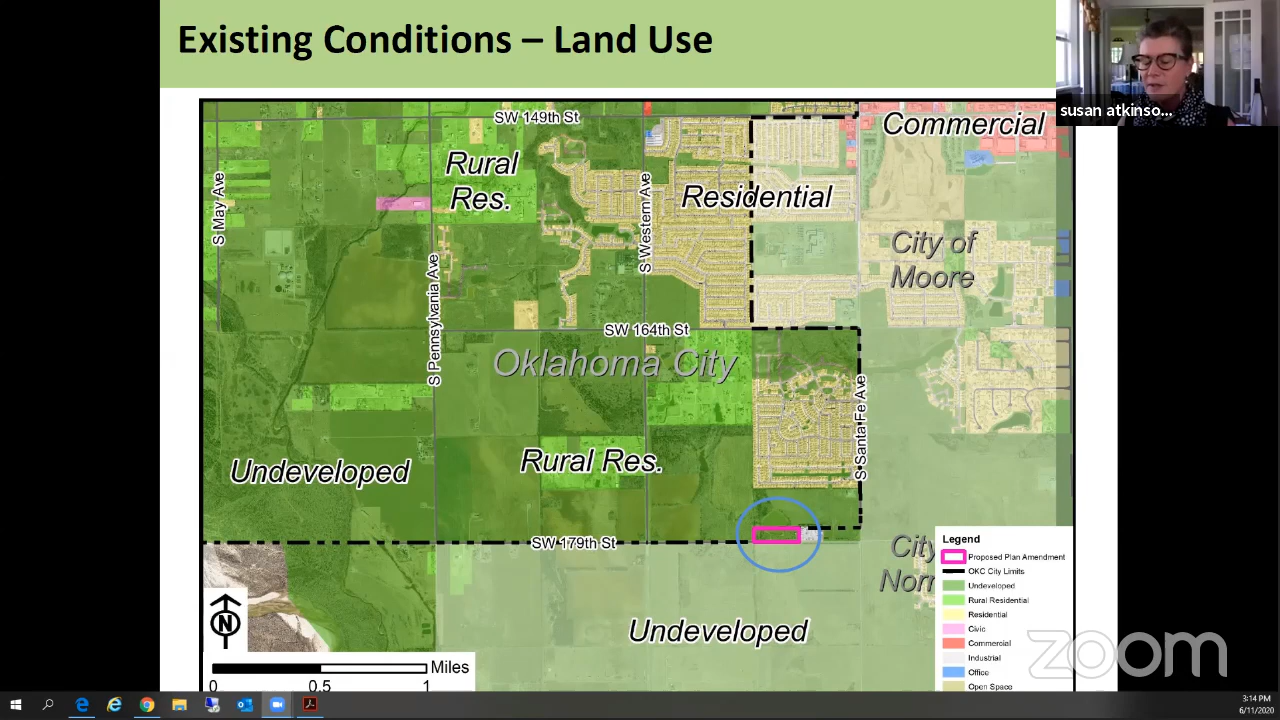 Existing Conditions – Land Use
susan atkinso...
SW 149th St
Commercial
Rural
Res.
S May Ave
S Western Ave
Residential
City of
Moore
S Pennsylvania Ave
SW 164th St
Oklahoma City
S Santa Fe Ave
Undeveloped
Rural Res.
SW 179th St
City
Nor
Undeveloped
N
Miles
0 0.5 1
Legend
Proposed Plan Amendment
OKC City Limits
Undeveloped
Rural Residential
Residential
Civic
Commercial
Industrial
Office
Open Space
zoom
3:14 PM
6/11/2020